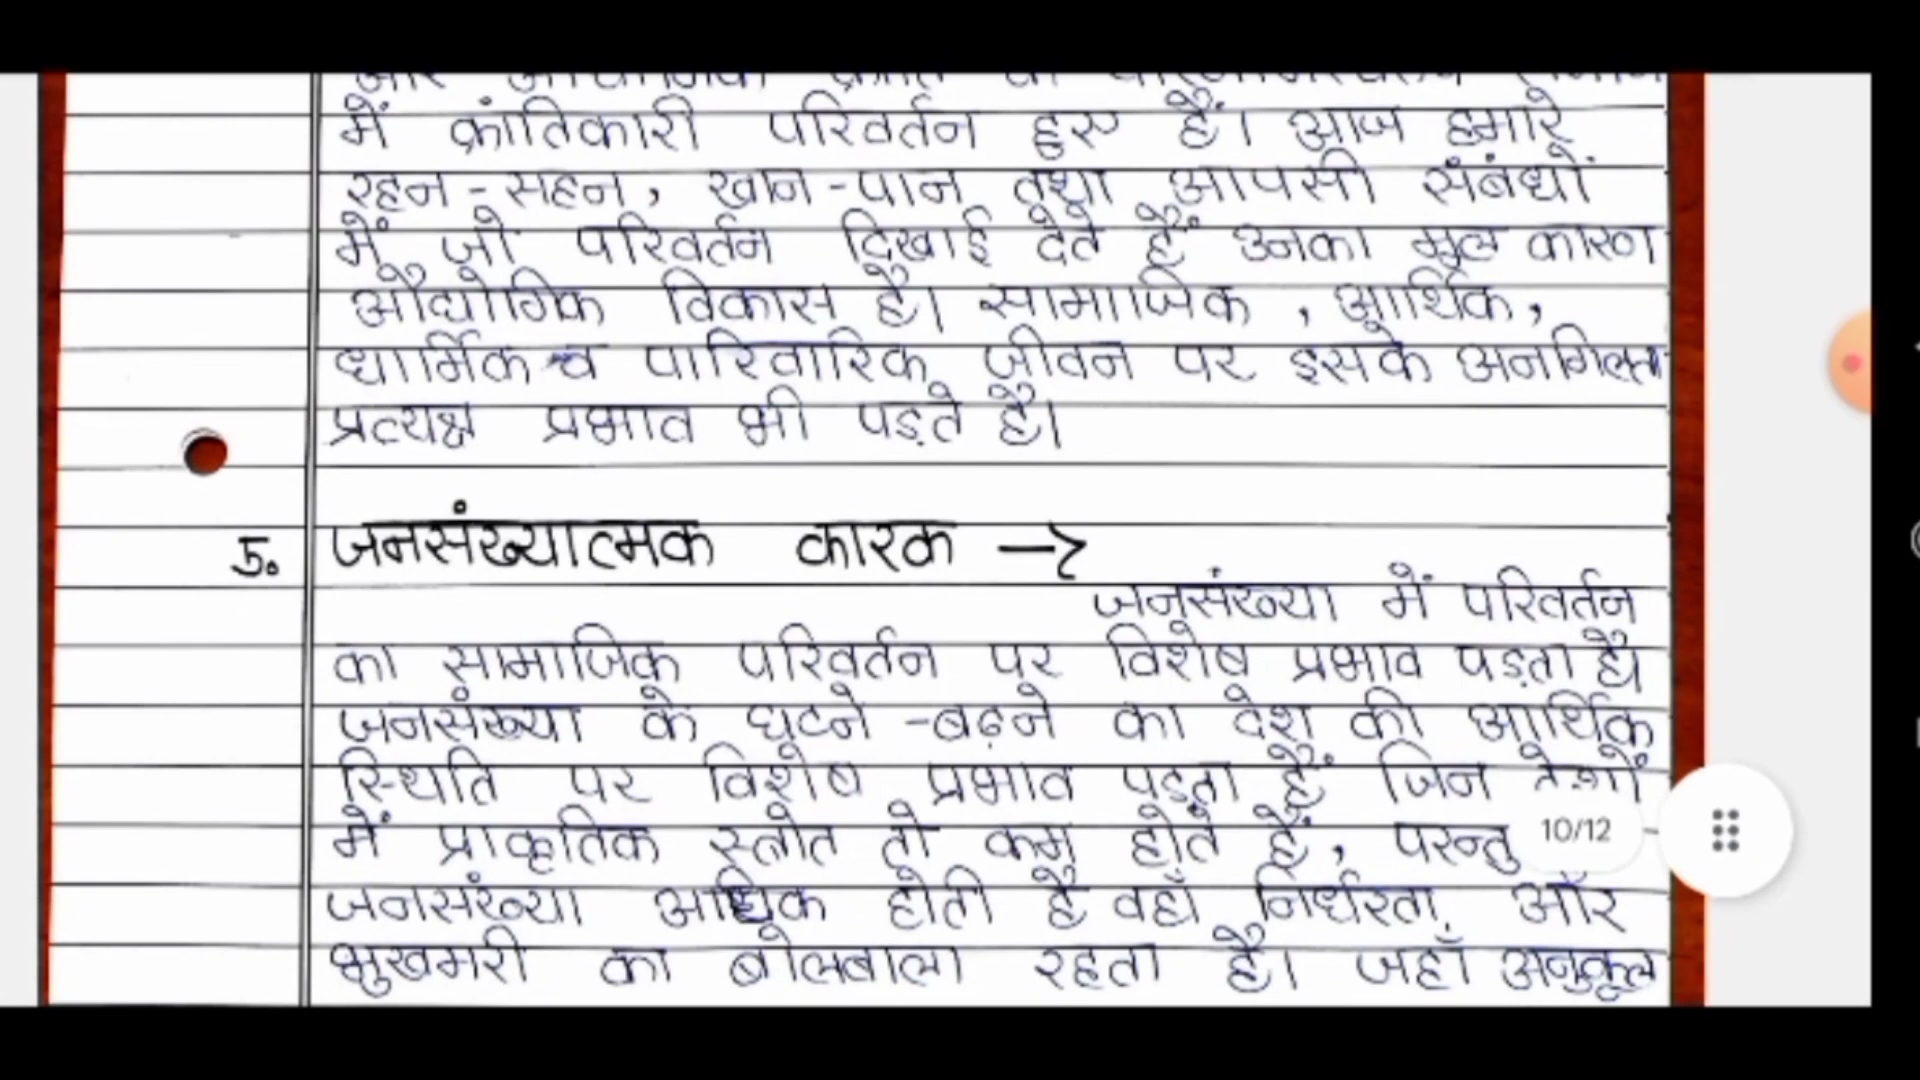 में क्रांतिकारी परिवर्तन हुए हैं। आज हमारे
रहन-सहन, खान-पान तथा आपसी संबंधों
में जो परिवर्तन दिखाई देते हैं उनका मूल कारण
औद्योगिक विकास है। सामाजिक, आर्थिक,
धार्मिक व पारिवारिक जीवन पर इसके अनगिनत
प्रत्यक्ष प्रभाव भी पड़ते है।
5. जनसंख्यात्मक कारक →
जनसंख्या में परिवर्तन
का सामाजिक परिवर्तन पर विशेष प्रभाव पड़ता है
जनसंख्या के घटने-बढ़ने का देश की आर्थिक
स्थिति पर विशेष प्रभाव पड़ता है जिन देशों
में प्राकृतिक स्त्रोत तो कम होते हैं, परन्तु
10/12
जनसंख्या अधिक होती है वहाँ निर्धरता और
भुखमरी का बोलबाला रहता है। जहाँ अनुकूल